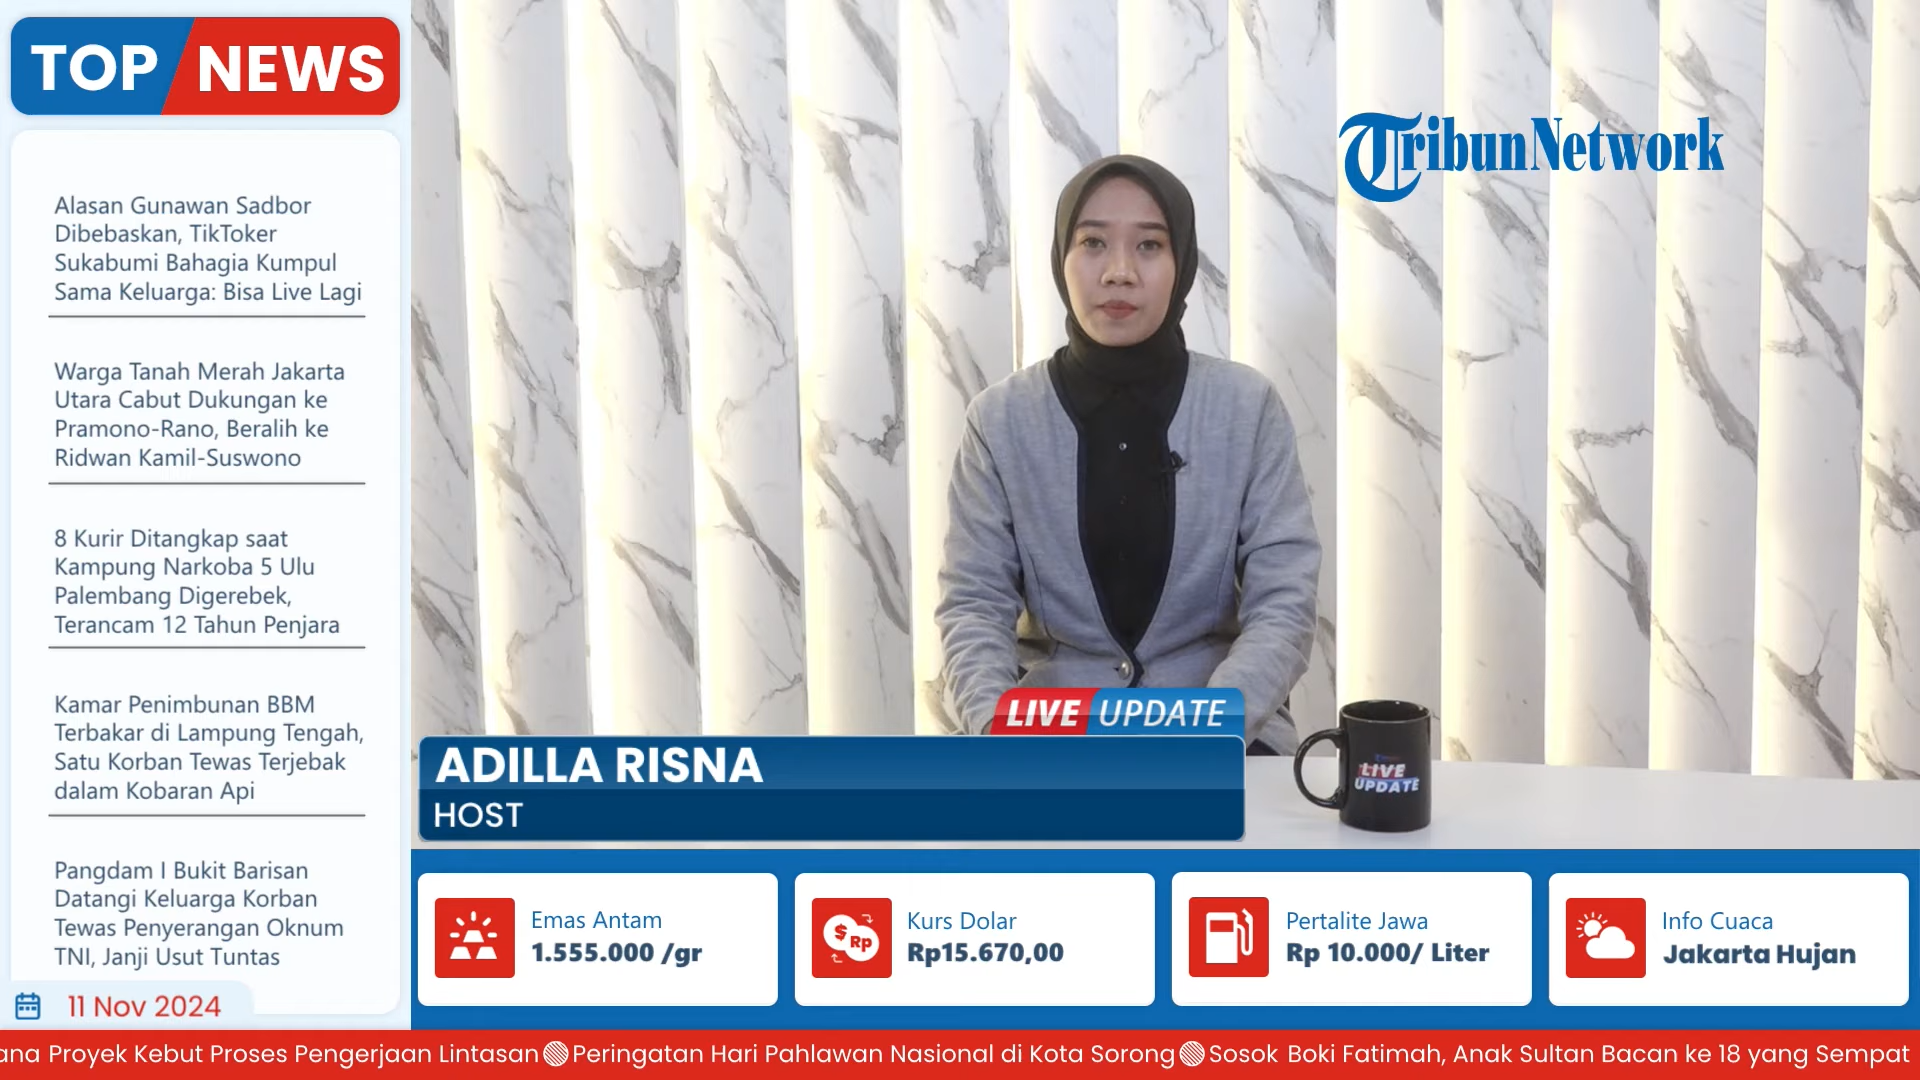 TOP NEWS
Alasan Gunawan Sadbor
Dibebaskan, TikToker
Sukabumi Bahagia Kumpul
Sama Keluarga: Bisa Live Lagi
Warga Tanah Merah Jakarta
Utara Cabut Dukungan ke
Pramono-Rano, Beralih ke
Ridwan Kamil-Suswono
8 Kurir Ditangkap saat
Kampung Narkoba 5 Ulu
Palembang Digerebek,
Terancam 12 Tahun Penjara
Kamar Penimbunan BBM
Terbakar di Lampung Tengah,
Satu Korban Tewas Terjebak
dalam Kobaran Api
Pangdam I Bukit Barisan
Datangi Keluarga Korban
Tewas Penyerangan Oknum
TNI, Janji Usut Tuntas
11 Nov 2024
TribunNetwork
LIVE UPDATE
ADILLA RISNA
HOST
LIVE
UPDATE
Emas Antam
1.555.000 /gr
$ Rp
Kurs Dolar
Rp15.670,00
Pertalite Jawa
Rp 10.000/ Liter
Info Cuaca
Jakarta Hujan
ana Proyek Kebut Proses Pengerjaan Lintasan Peringatan Hari Pahlawan Nasional di Kota Sorong Sosok Boki Fatimah, Anak Sultan Bacan ke 18 yang Sempat